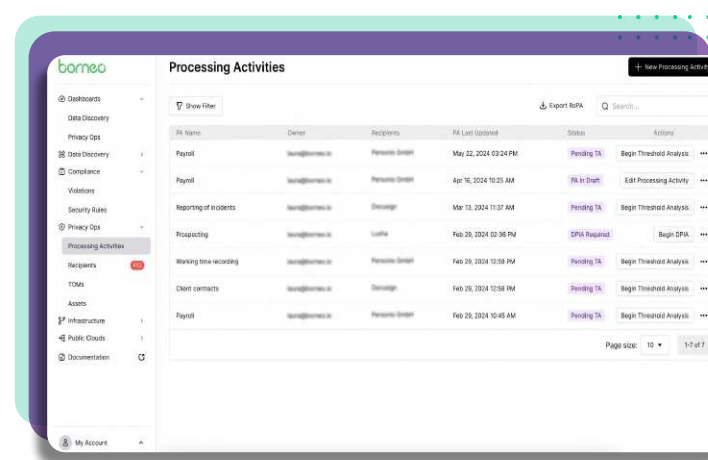 borneo
Dashboards
Data Discovery
Privacy Ops
Data Discovery
Compliance
Violations
Security Rules
Privacy Ops
Processing Activities
Recipients
TOMs
Assets
Infrastructure
Public Clouds
Documentation
My Account
Processing Activities
+ New Processing Activity
Show Filter
Export RoPA
Search...
PA Name Owner Recipients PA Last Updated Status Actions
Payroll May 22, 2024 03:24 PM Pending TA Begin Threshold Analysis
Payroll Apr 16, 2024 10:25 AM PA In Draft Edit Processing Activity
Reporting of incidents Mar 13, 2024 11:37 AM Pending TA Begin Threshold Analysis
Prospecting Feb 29, 2024 02:36 PM DPIA Required Begin DPIA
Working time recording Feb 29, 2024 12:59 PM Pending TA Begin Threshold Analysis
Client contracts Feb 29, 2024 12:58 PM Pending TA Begin Threshold Analysis
Payroll Feb 29, 2024 10:45 AM Pending TA Begin Threshold Analysis
Page size: 10 1-7 of 7